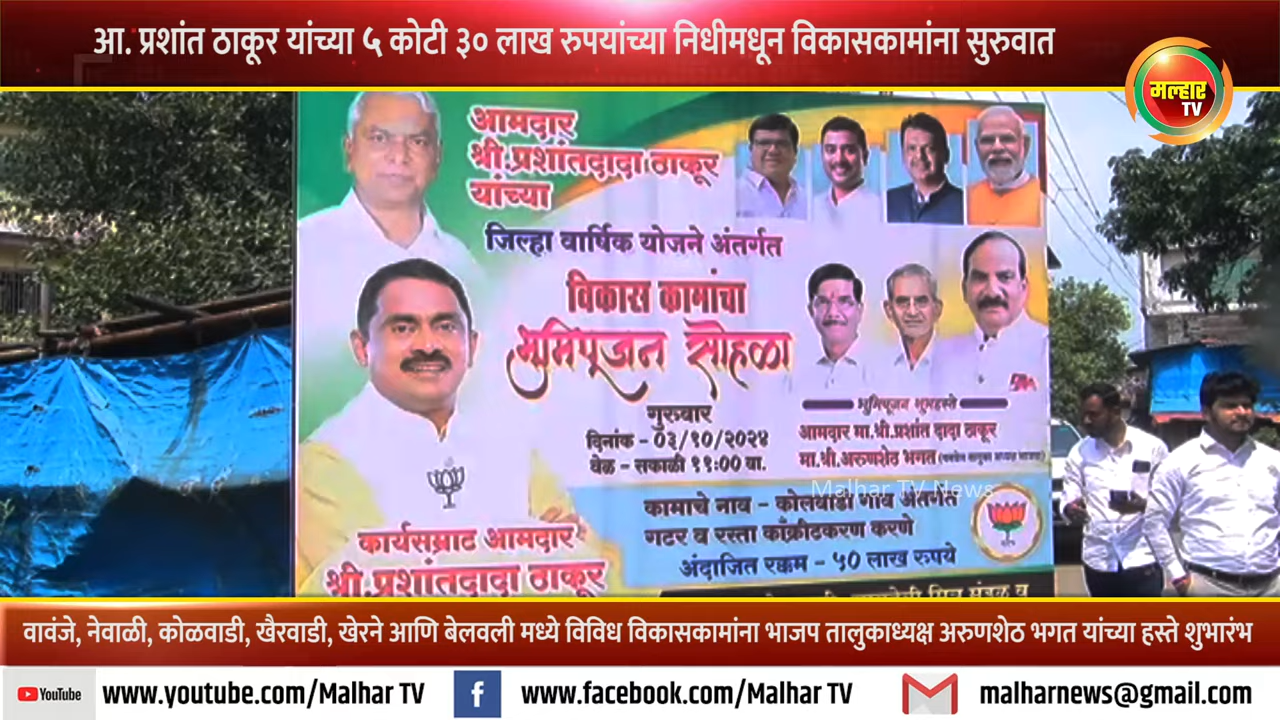 आ. प्रशांत ठाकूर यांच्या ५ कोटी ३० लाख रुपयांच्या निधीमधून विकासकामांना सुरुवात
मल्हार
TV
आमदार
श्री.प्रशांतदादा ठाकूर
यांच्या
जिल्हा वार्षिक योजने अंतर्गत
विकास कामांचा
भुमिपूजन सोहळा
गुरुवार
दिनांक - ०३/१०/२०२४
वेळ - सकाळी ११:०० वा.
भुमिपूजन शुभहस्ते
आमदार मा.श्री.प्रशांत दादा ठाकूर
मा.श्री.अरुणशेठ भगत
Malhar TV News
कामाचे नाव - कोलवाडी गाव अंतर्गत
गटर व रस्ता काँक्रीटकरण करणे
अंदाजित रक्कम - ५० लाख रुपये
कार्यसम्राट आमदार
श्री.प्रशांतदादा ठाकूर
मित्र मंडळ व
वावंजे, नेवाळी, कोळवाडी, खैरवाडी, खेरने आणि बेलवली मध्ये विविध विकासकामांना भाजप तालुकाध्यक्ष अरुणशेठ भगत यांच्या हस्ते शुभारंभ
YouTube www.youtube.com/Malhar TV
www.facebook.com/Malhar TV
malharnews@gmail.com